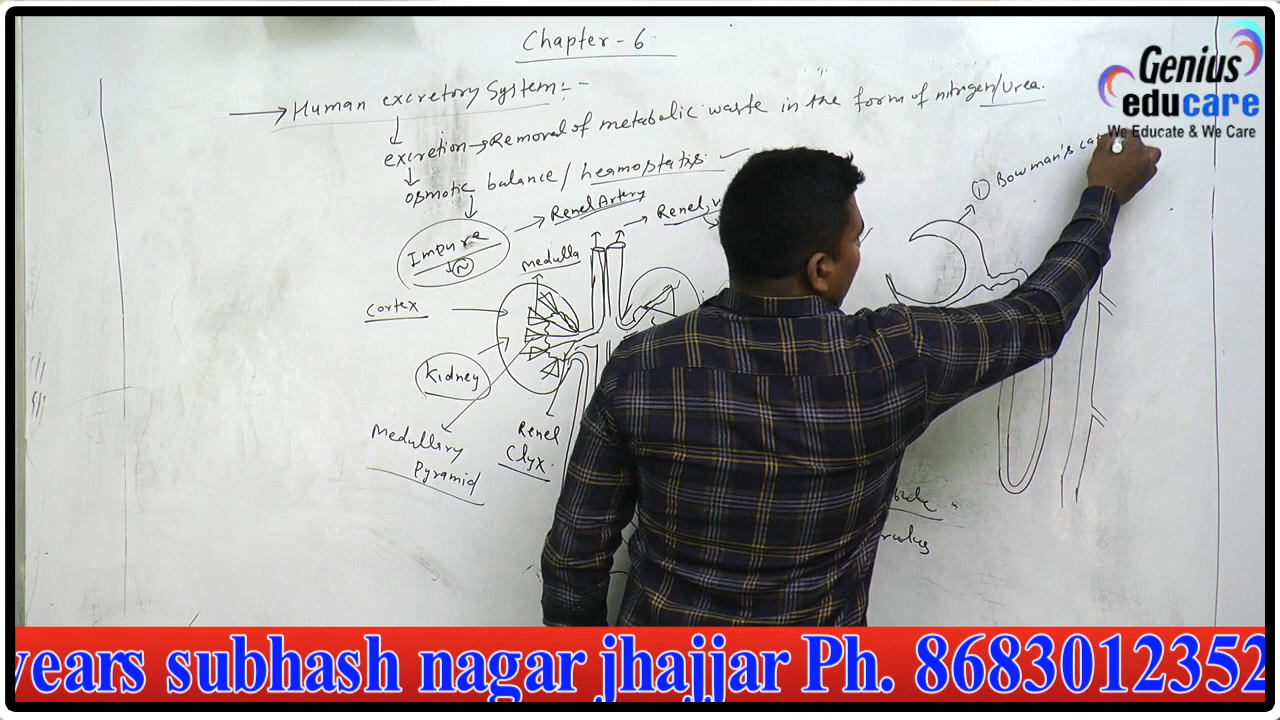 Chapter - 6
Human excretory System :-
excretion → Removal of metabolic waste in the form of nitrogen/Urea.
osmotic balance / heamostatis.
Impure
Renel Artery
Renel
medulla
Cortex
Kidney
Medullary
Pyramid
Renel
Clyx.
① Bowman's
Genius
educare
We Educate & We Care
years subhash nagar jhajjar Ph. 8683012352